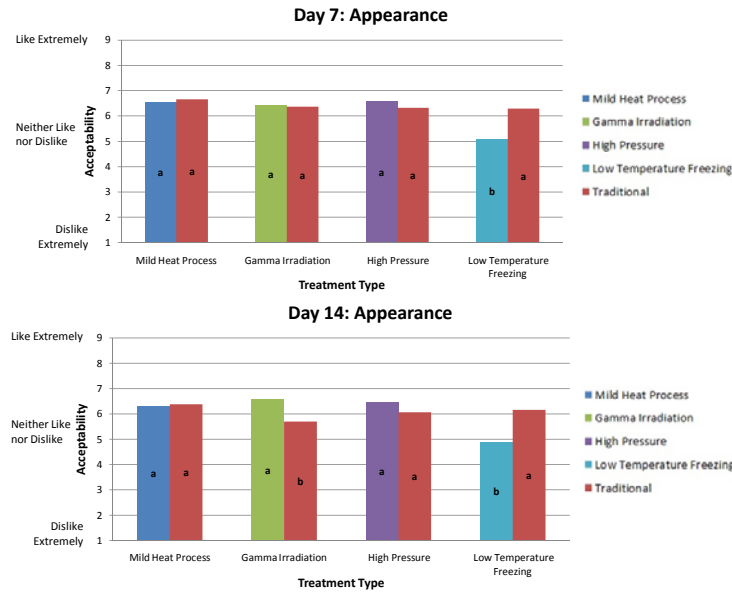 Day 7: Appearance
Like Extremely
Neither Like
nor Dislike
Dislike
Extremely
Acceptability
9
8
7
6
5
4
3
2
1
a
a
a
a
a
a
b
a
Mild Heat Process
Gamma Irradiation
High Pressure
Low Temperature
Freezing
Treatment Type
Mild Heat Process
Gamma Irradiation
High Pressure
Low Temperature Freezing
Traditional
Day 14: Appearance
Like Extremely
Neither Like
nor Dislike
Dislike
Extremely
Acceptability
9
8
7
6
5
4
3
2
1
a
a
a
b
a
a
b
a
Mild Heat Process
Gamma Irradiation
High Pressure
Low Temperature
Freezing
Treatment Type
Mild Heat Process
Gamma Irradiation
High Pressure
Low Temperature Freezing
Traditional